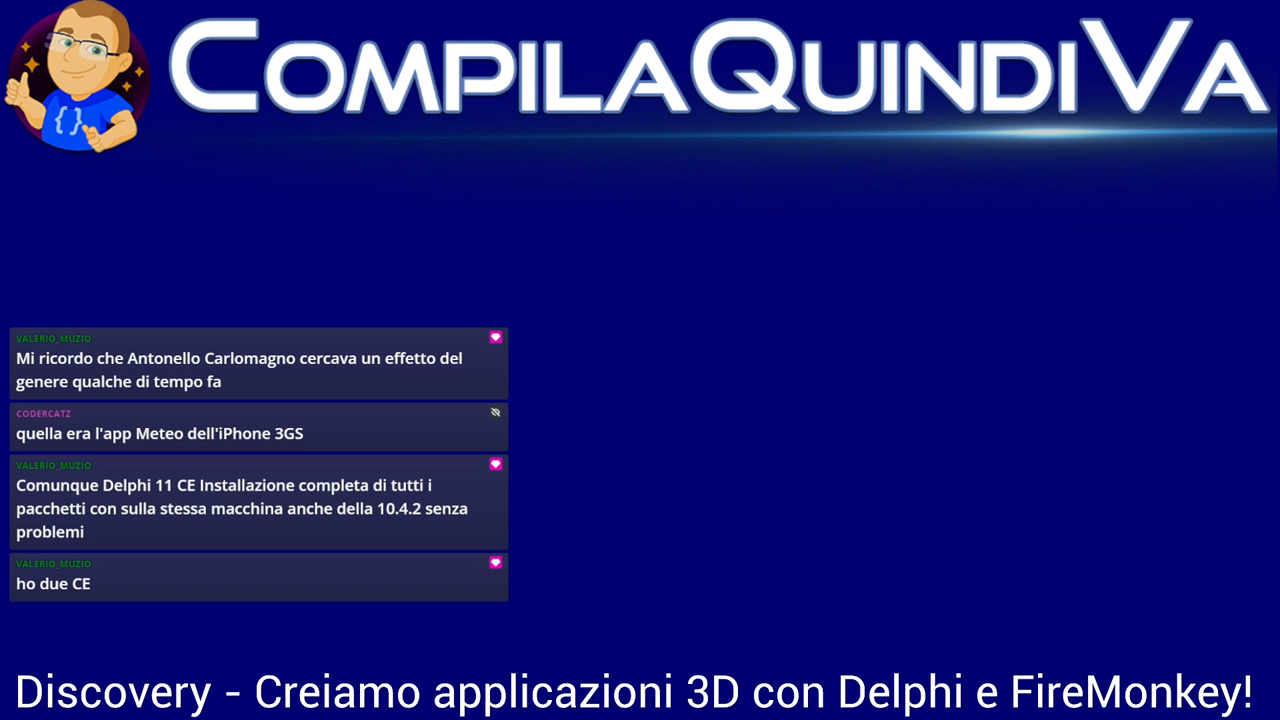 COMPILAQUINDIVA
{ }
VALERIO_MUZIO
Mi ricordo che Antonello Carlomagno cercava un effetto del
genere qualche di tempo fa
CODERCATZ
quella era l'app Meteo dell'iPhone 3GS
VALERIO_MUZIO
Comunque Delphi 11 CE Installazione completa di tutti i
pacchetti con sulla stessa macchina anche della 10.4.2 senza
problemi
VALERIO_MUZIO
ho due CE
Discovery - Creiamo applicazioni 3D con Delphi e FireMonkey!